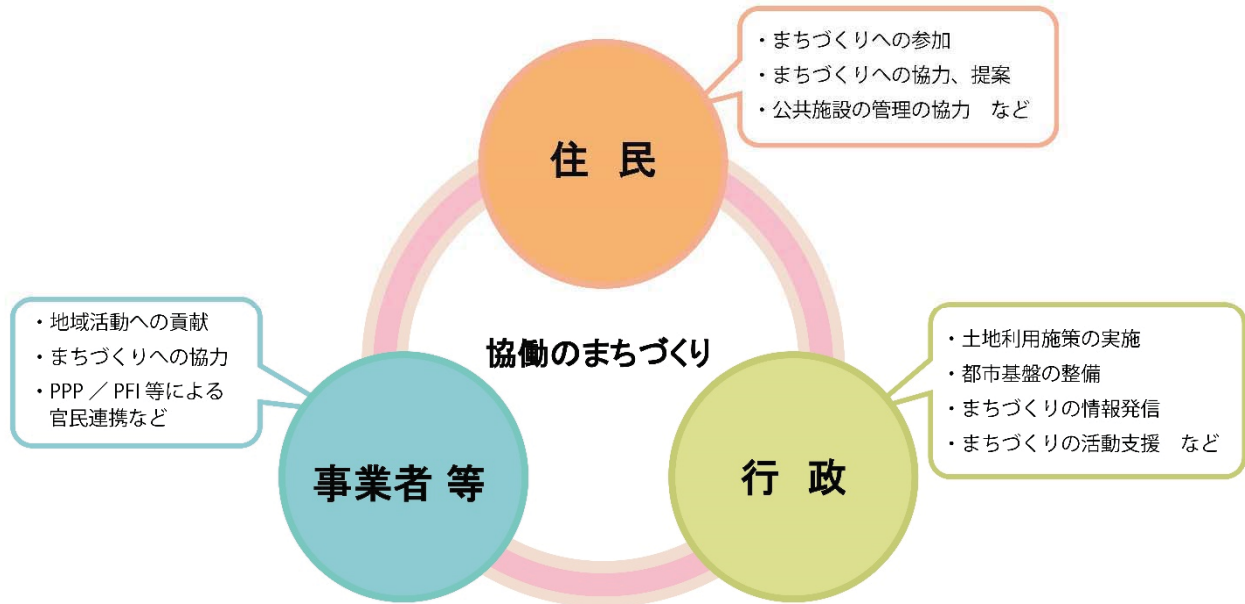 ・まちづくりへの参加
・まちづくりへの協力、提案
・公共施設の管理の協力　など
住 民
協働のまちづくり
・地域活動への貢献
・まちづくりへの協力
・PPP ／ PFI 等による
官民連携など
事業者 等
・土地利用施策の実施
・都市基盤の整備
・まちづくりの情報発信
・まちづくりの活動支援　など
行 政